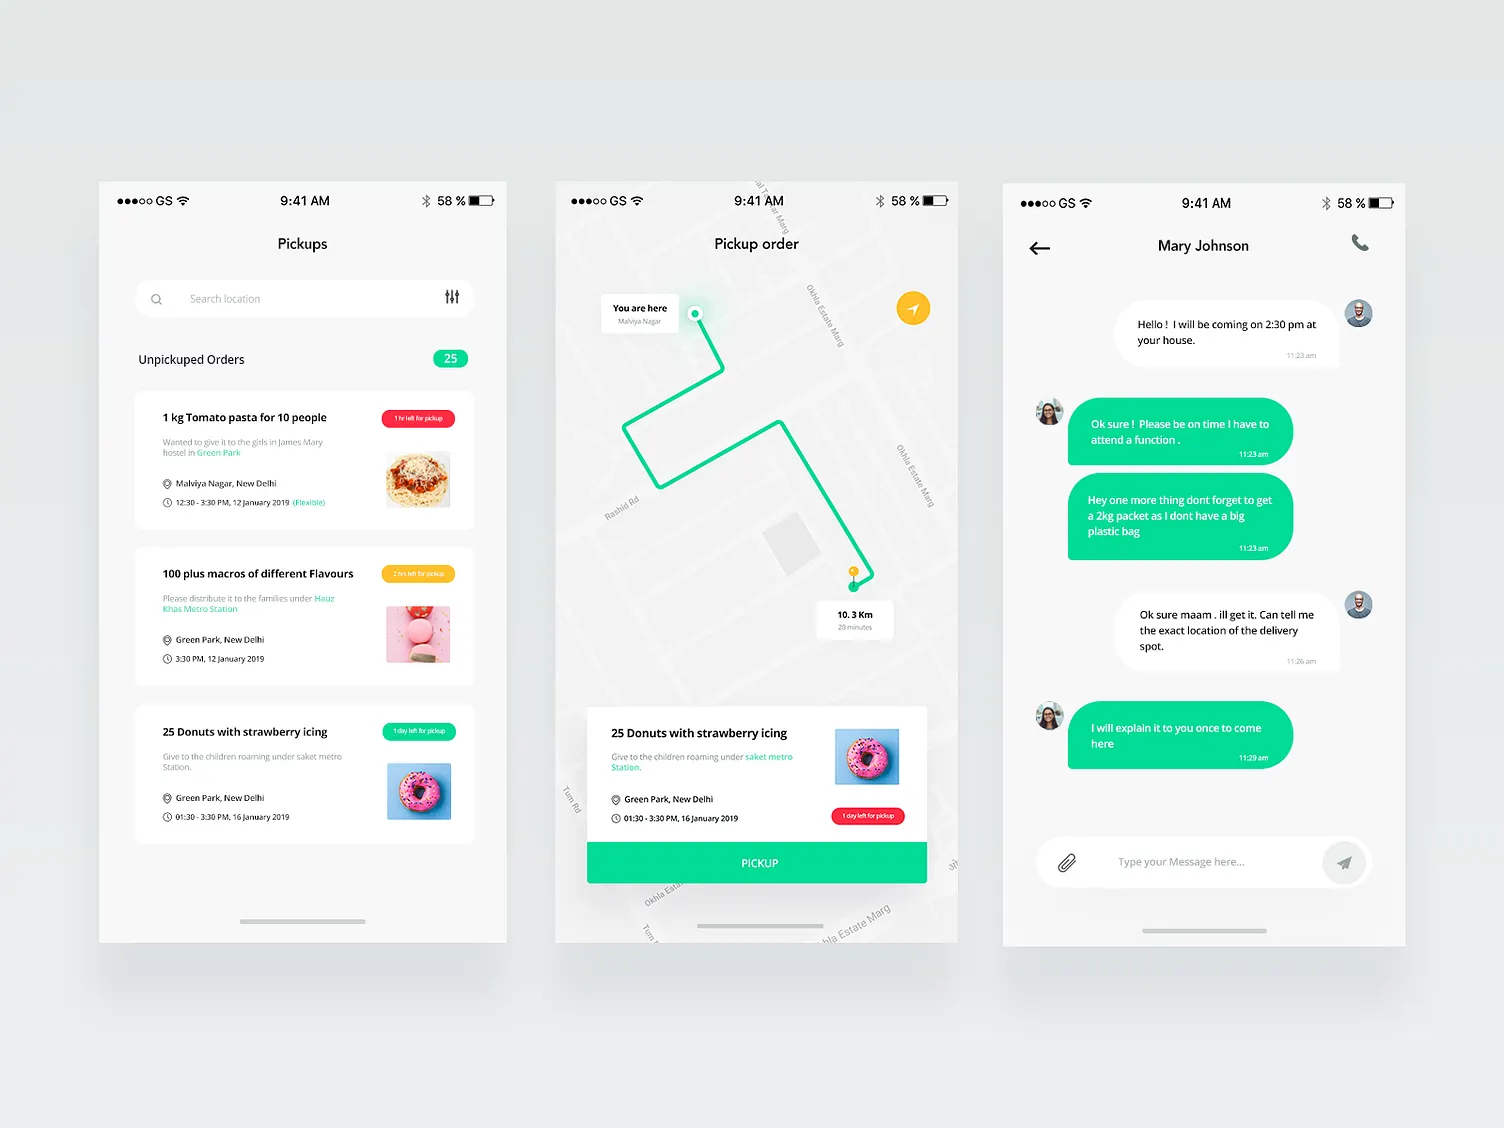 GS
9:41 AM
58 %
Pickups
Search location
Unpickuped Orders
25
1 kg Tomato pasta for 10 people
1 hr left for pickup
Wanted to give it to the girls in James Mary
hostel in Green Park
Malviya Nagar, New Delhi
12:30 - 3:30 PM, 12 January 2019 (Flexible)
100 plus macros of different Flavours
2 hrs left for pickup
Please distribute it to the families under Hauz
Khas Metro Station
Green Park, New Delhi
3:30 PM, 12 January 2019
25 Donuts with strawberry icing
1 day left for pickup
Give to the children roaming under saket metro
Station.
Green Park, New Delhi
01:30 - 3:30 PM, 16 January 2019
GS
9:41 AM
58 %
Marg
Pickup order
You are here
Malviya Nagar
Okhla Estate Marg
Okhla Estate Marg
Rashid Rd
10. 3 Km
20 minutes
25 Donuts with strawberry icing
Give to the children roaming under saket metro
Station.
Green Park, New Delhi
01:30 - 3:30 PM, 16 January 2019
1 day left for pickup
Tum Rd
PICKUP
Okhla Esta
Tum
hla Estate Marg
GS
9:41 AM
58 %
Mary Johnson
Hello ! I will be coming on 2:30 pm at
your house.
11:23 am
Ok sure ! Please be on time I have to
attend a function .
11:23 am
Hey one more thing dont forget to get
a 2kg packet as I dont have a big
plastic bag
11:23 am
Ok sure maam . ill get it. Can tell me
the exact location of the delivery
spot.
11:26 am
I will explain it to you once to come
here
11:29 am
Type your Message here...